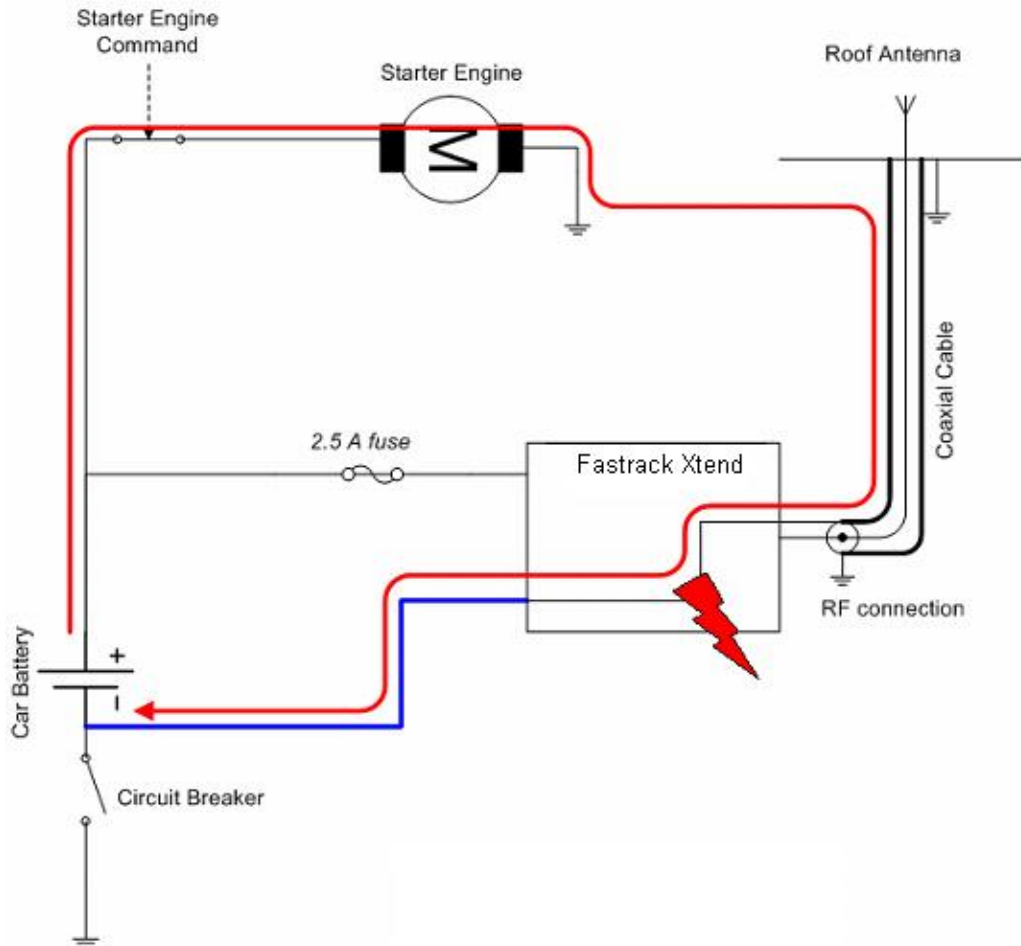 Starter Engine
Command
Starter Engine
Roof Antenna
M
Coaxial Cable
2.5 A fuse
Fastrack Xtend
RF connection
Car Battery
+
–
Circuit Breaker